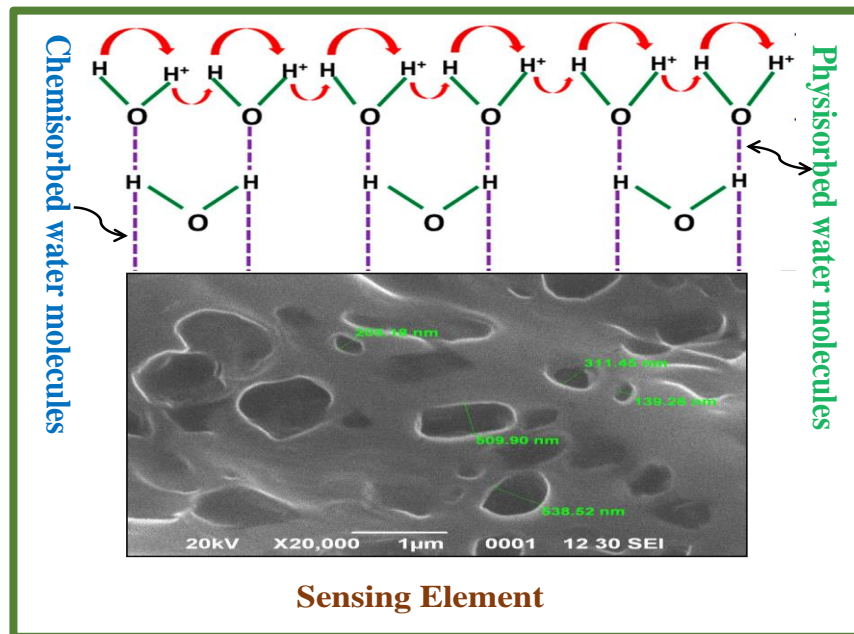 Chemisorbed water molecules
H H⁺ H H⁺ H H⁺ H H⁺ H H⁺ H H⁺
O O O O O O
H H H H H H
O O O
Physisorbed water molecules
311.45 nm
139.26 nm
509.90 nm
538.52 nm
20kV X20,000 1µm 0001 12 30 SEI
Sensing Element